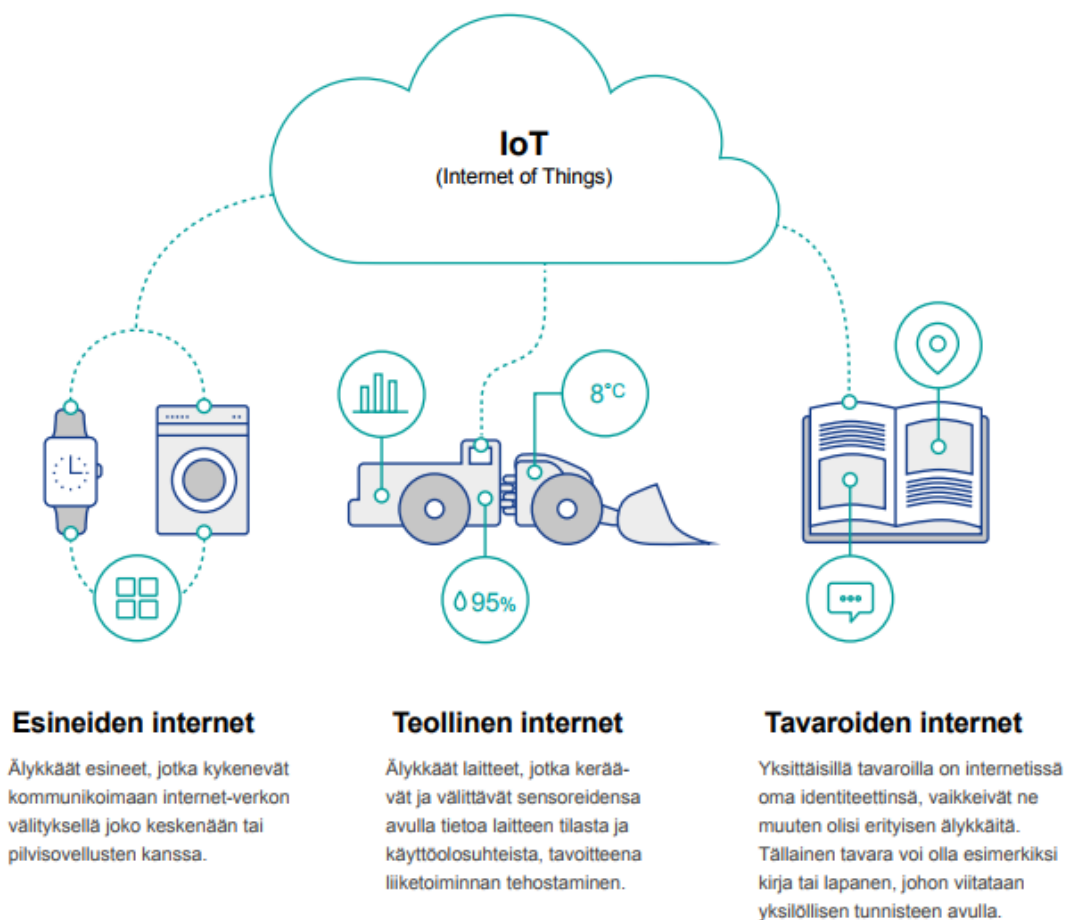 IoT
(Internet of Things)
8°C
95%
Esineiden internet
Älykkäät esineet, jotka kykenevät
kommunikoimaan internet-verkon
välityksellä joko keskenään tai
pilvisovellusten kanssa.
Teollinen internet
Älykkäät laitteet, jotka kerää-
vät ja välittävät sensoreidensa
avulla tietoa laitteen tilasta ja
käyttöolosuhteista, tavoitteena
liiketoiminnan tehostaminen.
Tavaroiden internet
Yksittäisillä tavaroilla on internetissä
oma identiteettinsä, vaikkeivät ne
muuten olisi erityisen älykkäitä.
Tällainen tavara voi olla esimerkiksi
kirja tai lapanen, johon viitataan
yksilöllisen tunnisteen avulla.